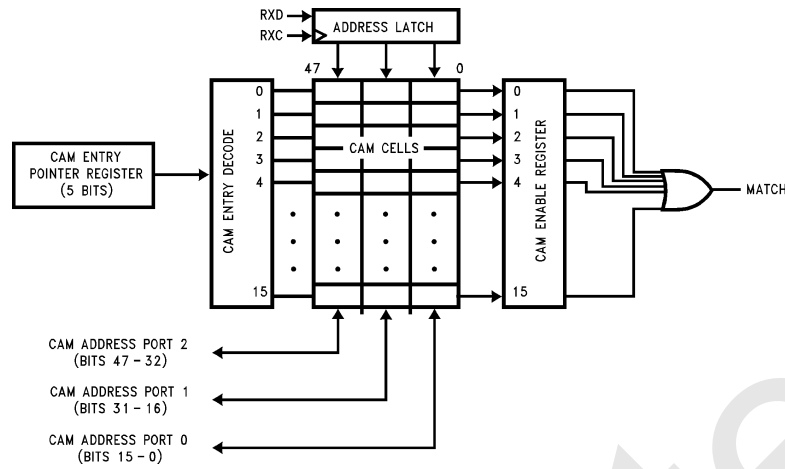 RXD
RXC
ADDRESS LATCH
47
0
0
1
2
3
4
15
CAM ENTRY DECODE
CAM CELLS
0
1
2
3
4
15
CAM ENABLE REGISTER
CAM ENTRY
POINTER REGISTER
(5 BITS)
MATCH
CAM ADDRESS PORT 2
(BITS 47 – 32)
CAM ADDRESS PORT 1
(BITS 31 – 16)
CAM ADDRESS PORT 0
(BITS 15 – 0)